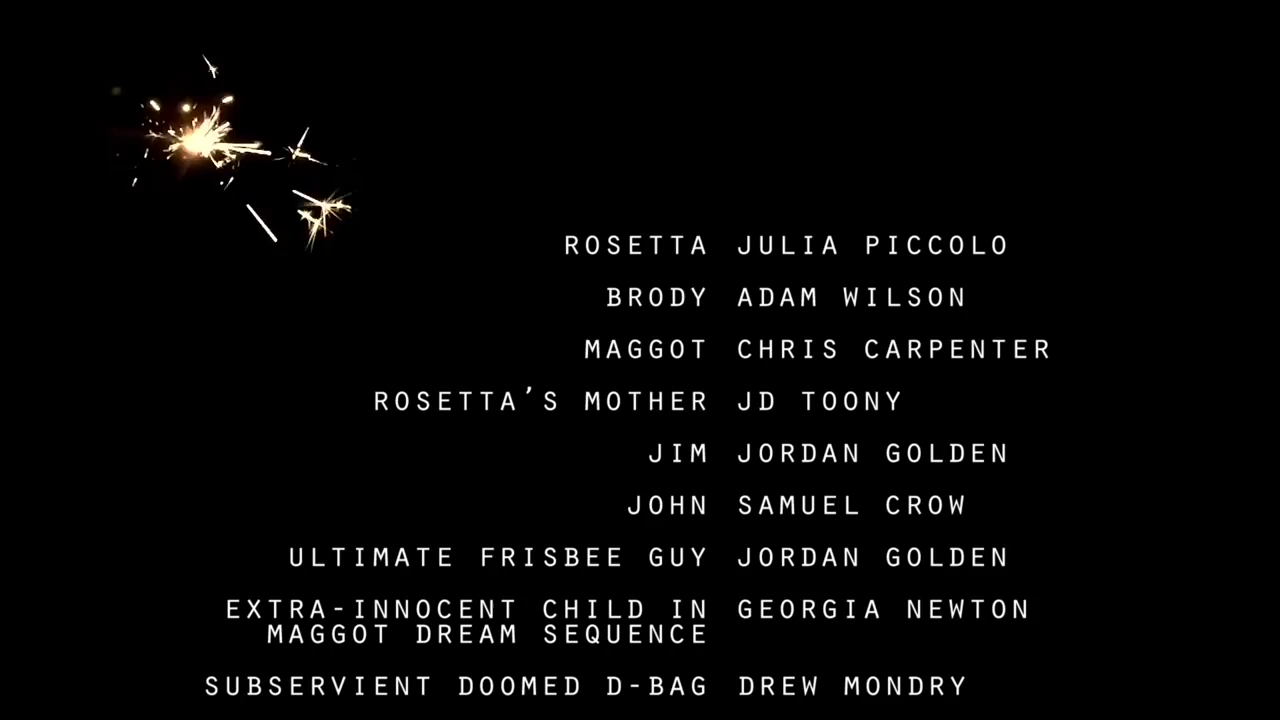 ROSETTA JULIA PICCOLO
BRODY ADAM WILSON
MAGGOT CHRIS CARPENTER
ROSETTA’S MOTHER JD TOONY
JIM JORDAN GOLDEN
JOHN SAMUEL CROW
ULTIMATE FRISBEE GUY JORDAN GOLDEN
EXTRA-INNOCENT CHILD IN GEORGIA NEWTON
MAGGOT DREAM SEQUENCE
SUBSERVIENT DOOMED D-BAG DREW MONDRY